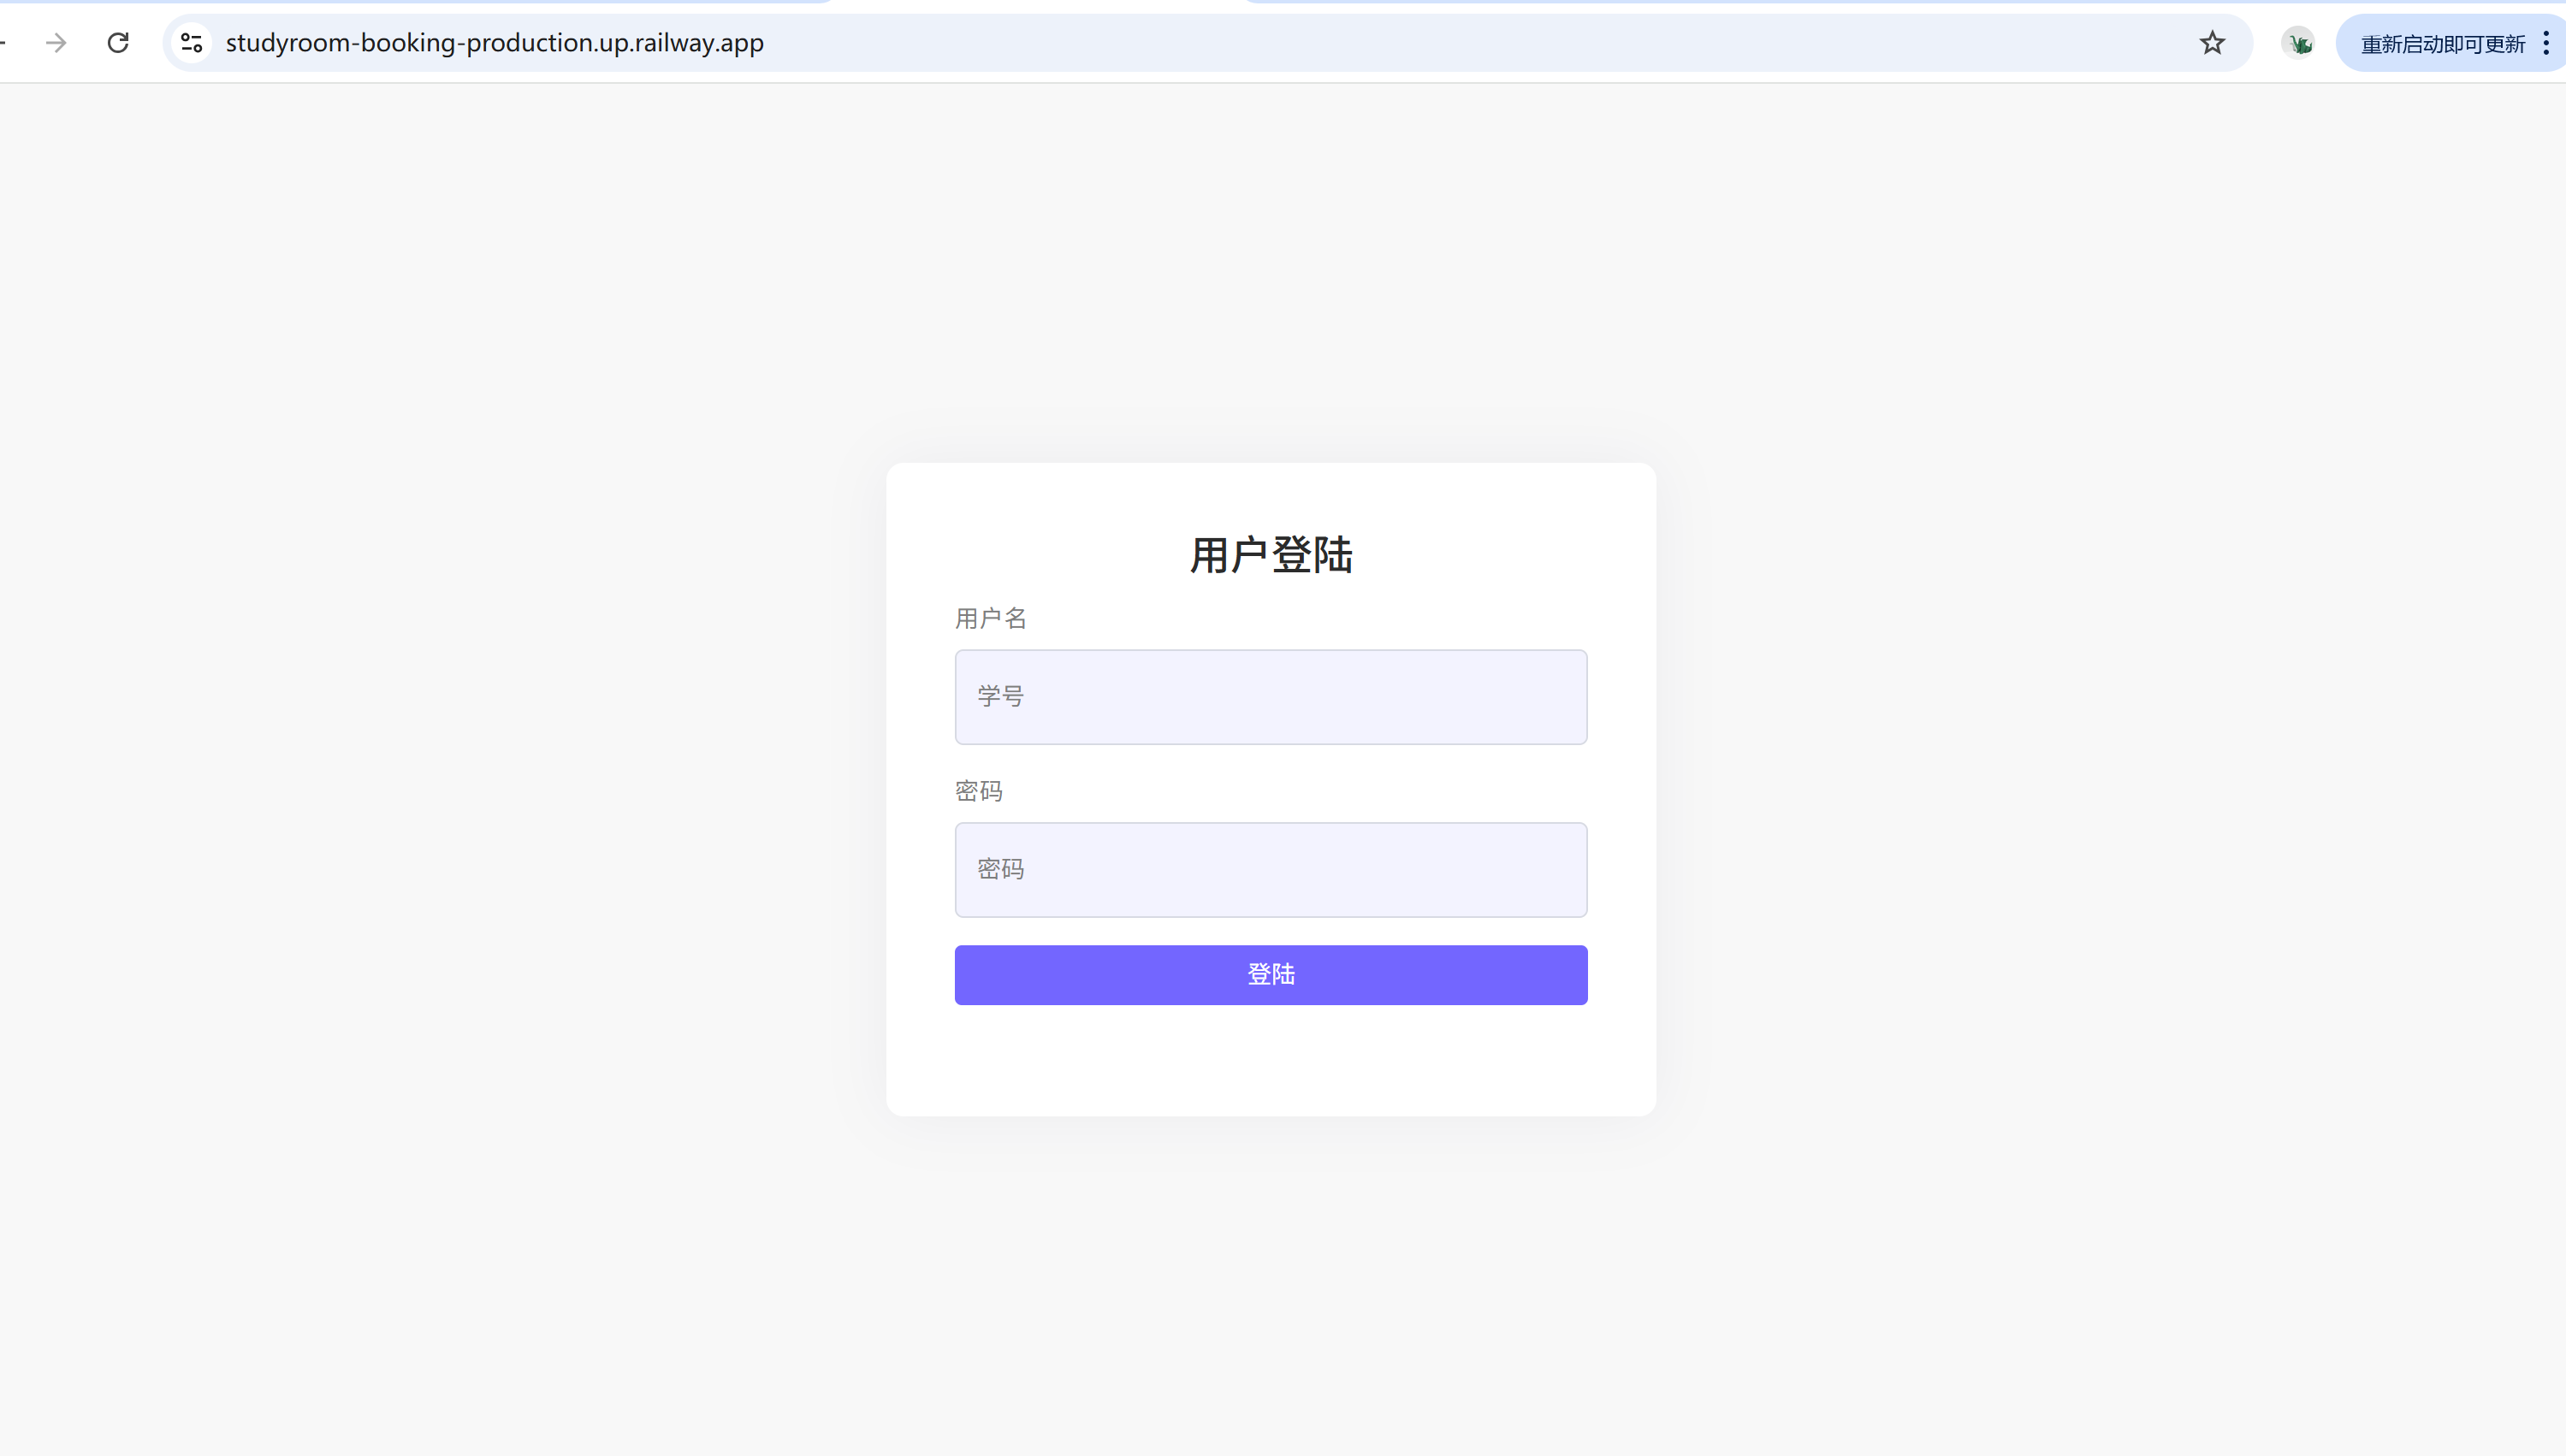 studyroom-booking-production.up.railway.app
重新启动即可更新
用户登陆
用户名
学号
密码
密码
登陆